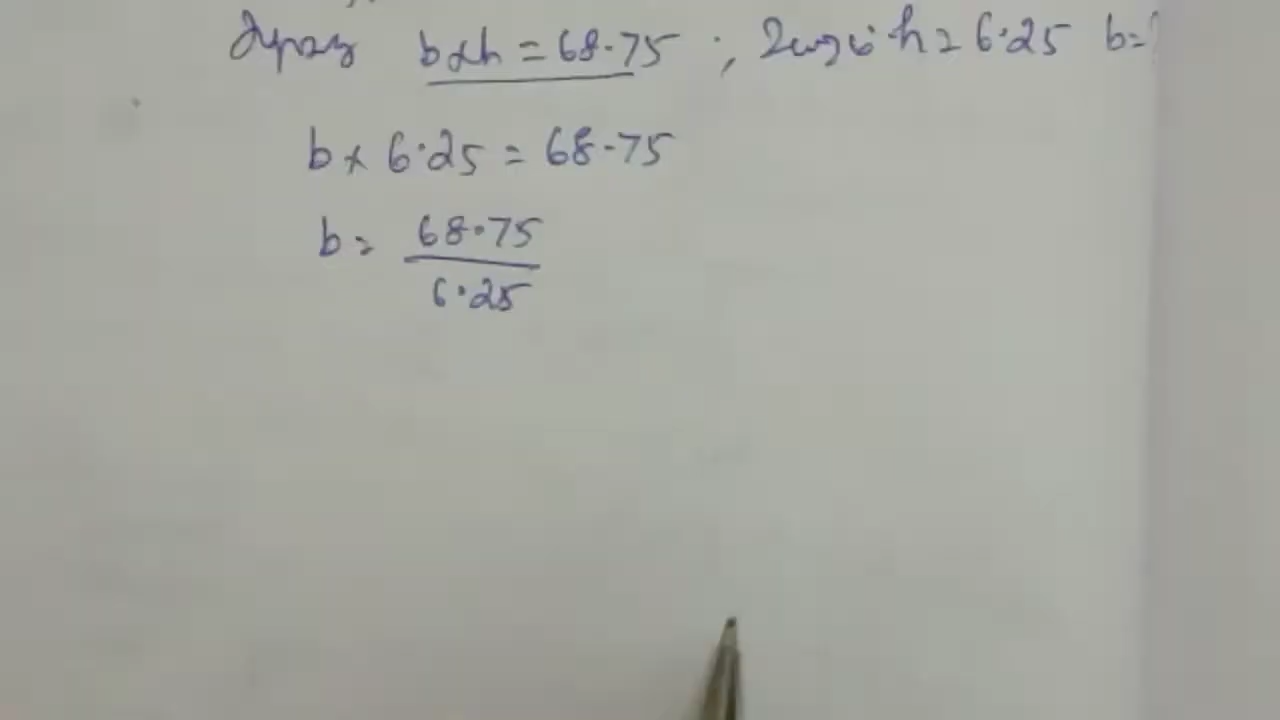 b x h = 68.75 ; h = 6.25 b=?
b x 6.25 = 68.75
b = 68.75 / 6.25